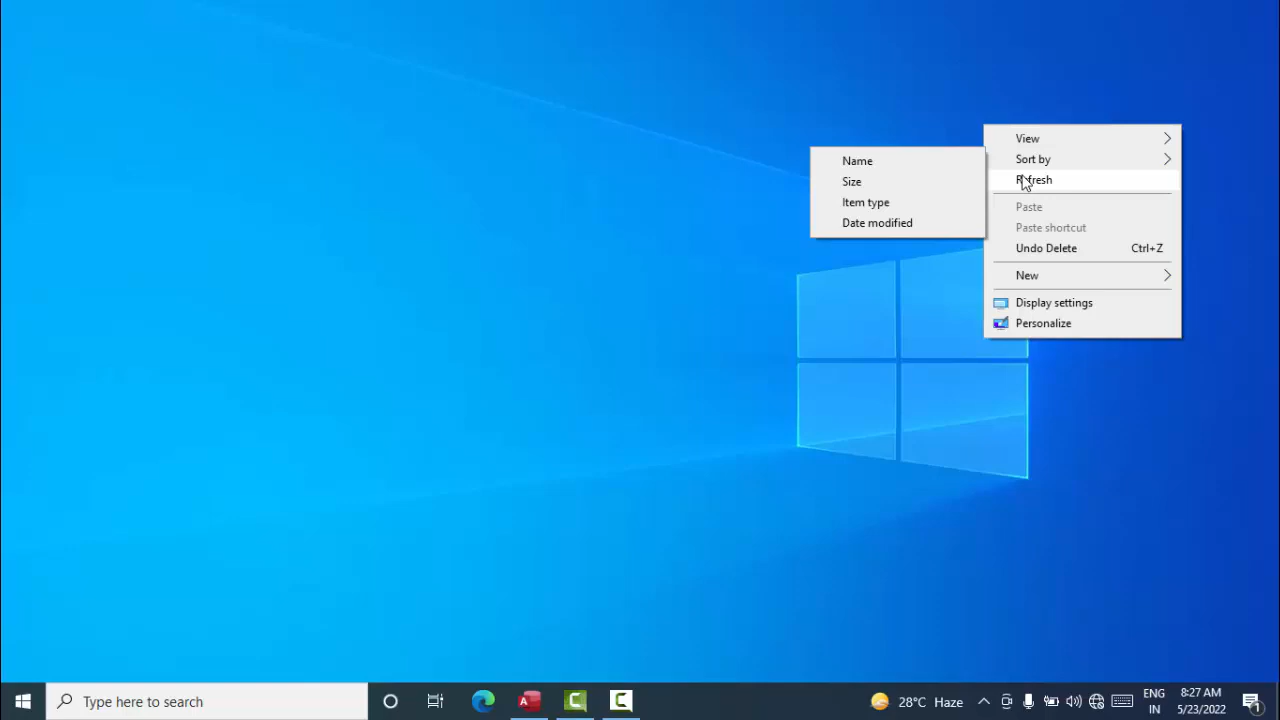 View
Sort by
Refresh
Paste
Paste shortcut
Undo Delete Ctrl+Z
New
Display settings
Personalize
Name
Size
Item type
Date modified
Type here to search
A
C
C
28°C Haze
ENG
IN
8:27 AM
5/23/2022
1